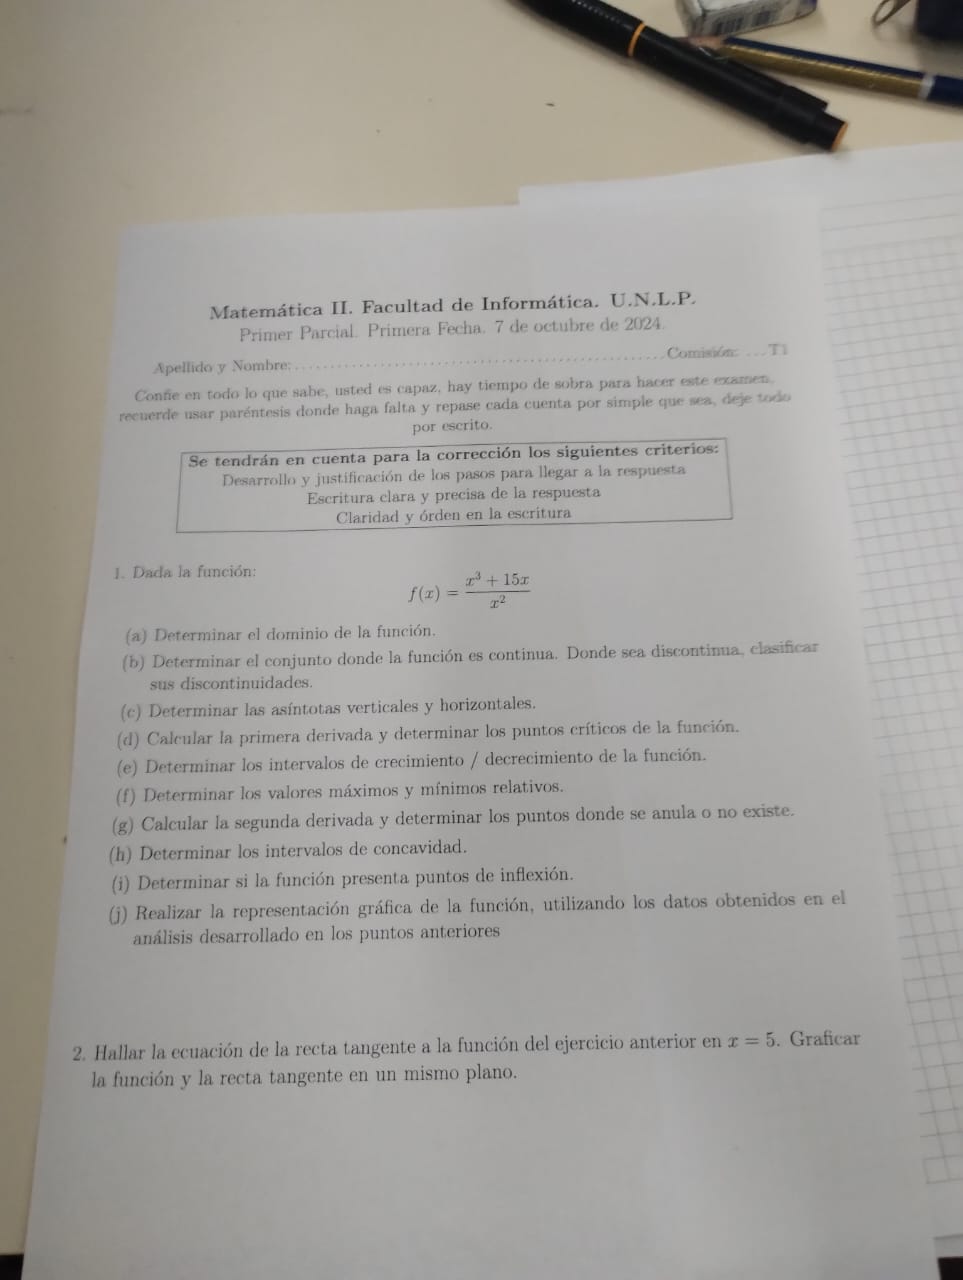 Matemática II. Facultad de Informática. U.N.L.P.
Primer Parcial. Primera Fecha. 7 de octubre de 2024.
Apellido y Nombre: ................................................ Comisión: ...T1
Confíe en todo lo que sabe, usted es capaz, hay tiempo de sobra para hacer este examen,
recuerde usar paréntesis donde haga falta y repase cada cuenta por simple que sea, deje todo
por escrito.
Se tendrán en cuenta para la corrección los siguientes criterios:
Desarrollo y justificación de los pasos para llegar a la respuesta
Escritura clara y precisa de la respuesta
Claridad y órden en la escritura
1. Dada la función:
f(x) = (x³ + 15x) / x²
(a) Determinar el dominio de la función.
(b) Determinar el conjunto donde la función es continua. Donde sea discontinua, clasificar
sus discontinuidades.
(c) Determinar las asíntotas verticales y horizontales.
(d) Calcular la primera derivada y determinar los puntos críticos de la función.
(e) Determinar los intervalos de crecimiento / decrecimiento de la función.
(f) Determinar los valores máximos y mínimos relativos.
(g) Calcular la segunda derivada y determinar los puntos donde se anula o no existe.
(h) Determinar los intervalos de concavidad.
(i) Determinar si la función presenta puntos de inflexión.
(j) Realizar la representación gráfica de la función, utilizando los datos obtenidos en el
análisis desarrollado en los puntos anteriores
2. Hallar la ecuación de la recta tangente a la función del ejercicio anterior en x = 5. Graficar
la función y la recta tangente en un mismo plano.